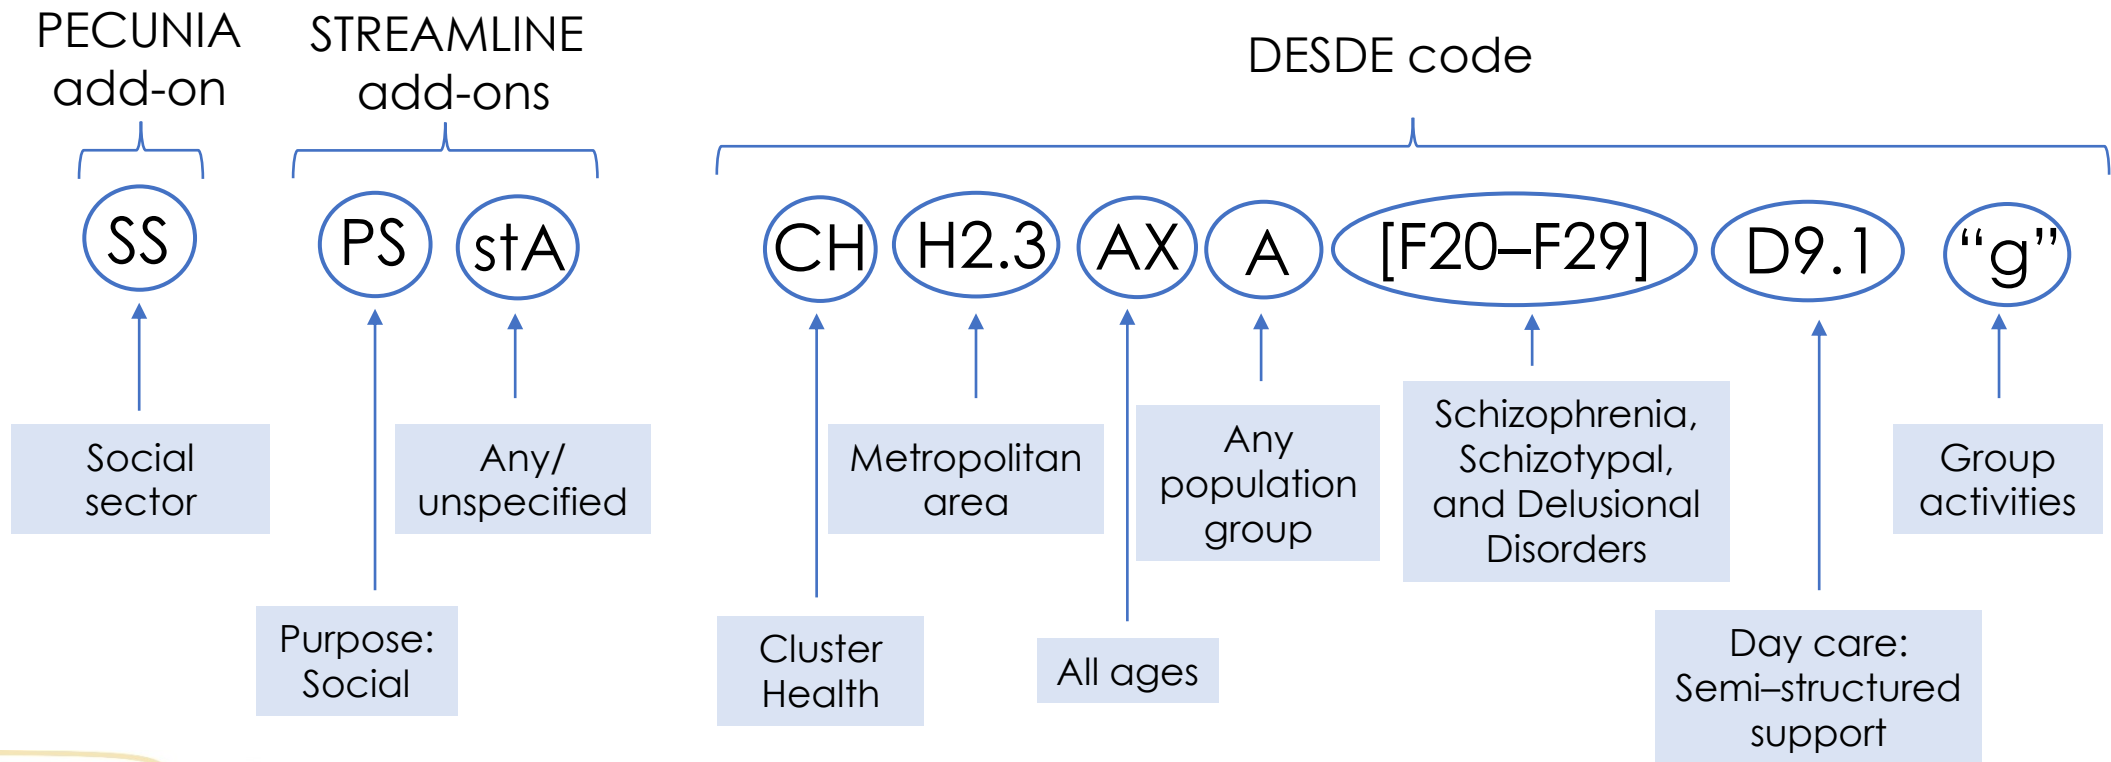 PECUNIA
add-on
STREAMLINE
add-ons
DESDE code
SS
PS
stA
CH
H2.3
AX
A
[F20–F29]
D9.1
“g”
Social
sector
Purpose:
Social
Any/
unspecified
Cluster
Health
Metropolitan
area
All ages
Any
population
group
Schizophrenia,
Schizotypal,
and Delusional
Disorders
Day care:
Semi–structured
support
Group
activities